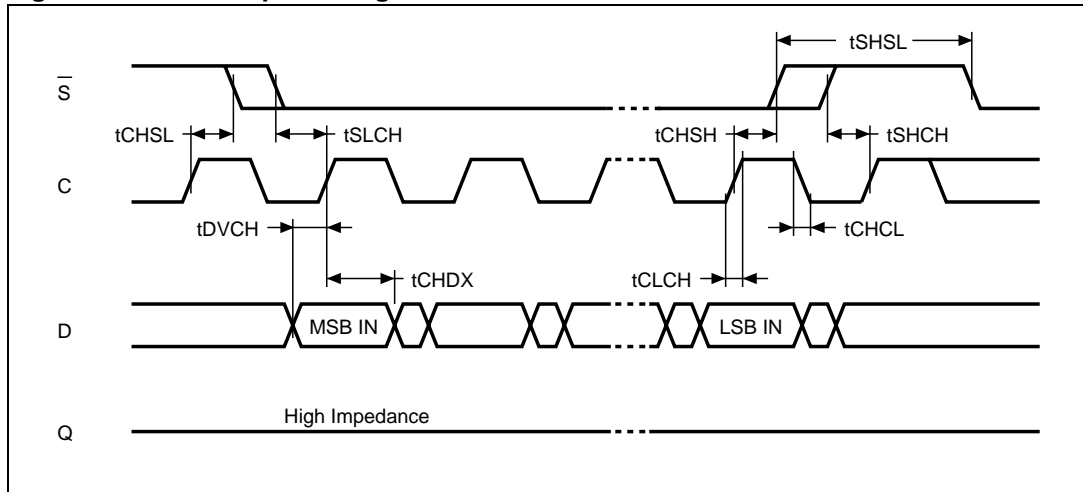 tSHSL
S
tCHSL
tSLCH
tCHSH
tSHCH
C
tDVCH
tCHCL
tCHDX
tCLCH
D
MSB IN
LSB IN
High Impedance
Q